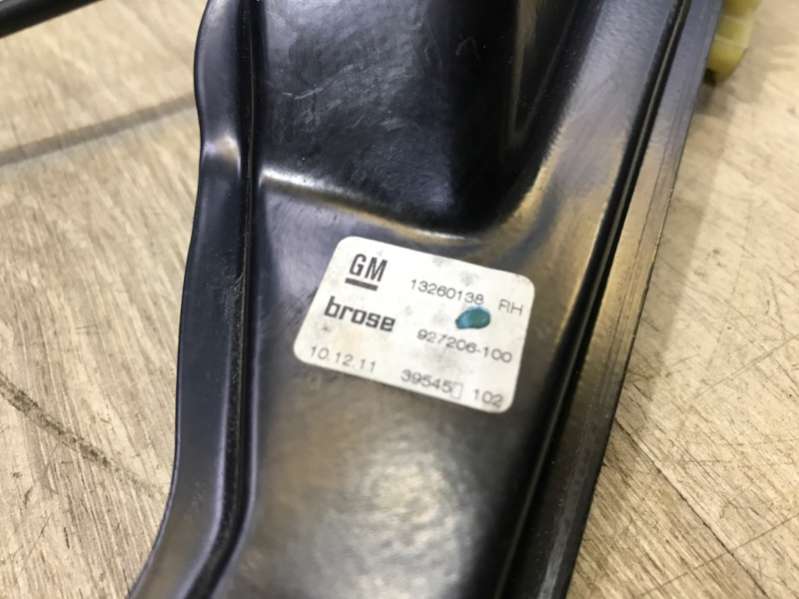 GM 13260138 RH
brose 927206-100
10.12.11 39545▯ 102